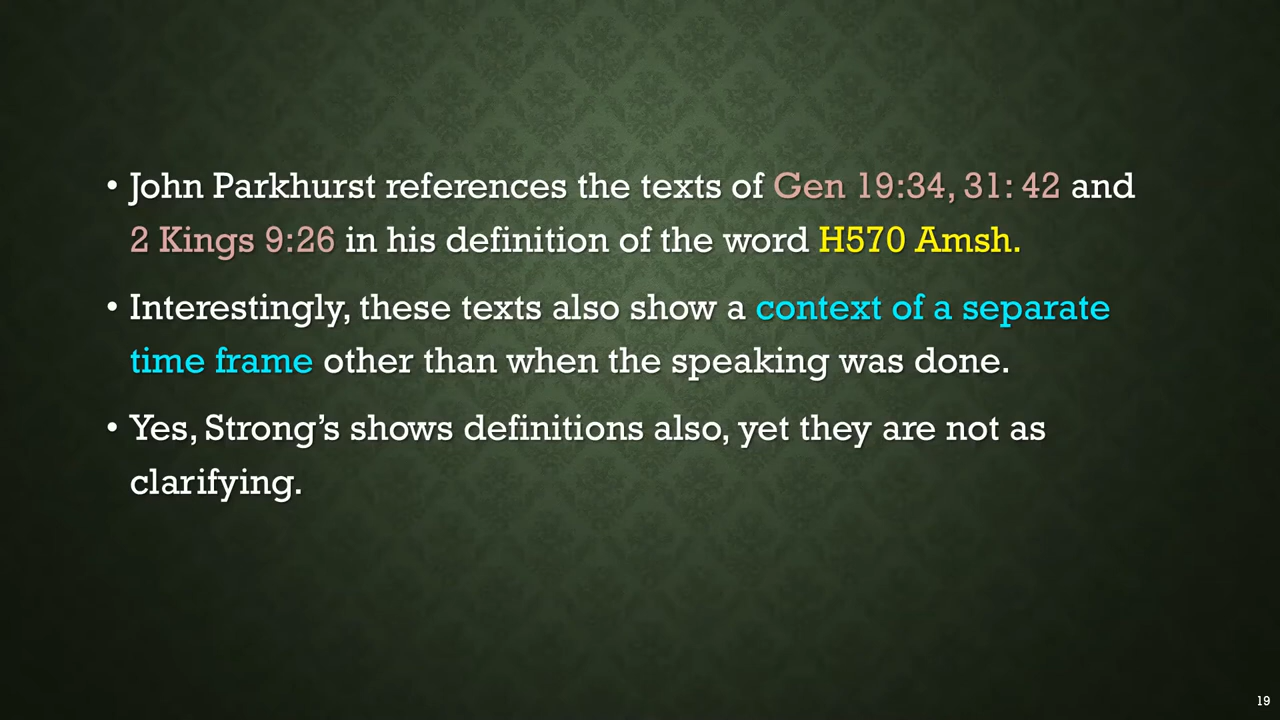 • John Parkhurst references the texts of Gen 19:34, 31: 42 and
2 Kings 9:26 in his definition of the word H570 Amsh.
• Interestingly, these texts also show a context of a separate
time frame other than when the speaking was done.
• Yes, Strong’s shows definitions also, yet they are not as
clarifying.
19